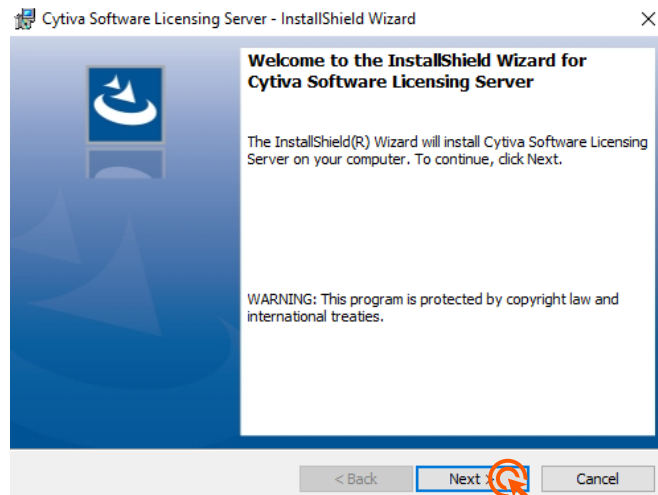 Cytiva Software Licensing Server - InstallShield Wizard
Welcome to the InstallShield Wizard for
Cytiva Software Licensing Server
The InstallShield(R) Wizard will install Cytiva Software Licensing
Server on your computer. To continue, click Next.
WARNING: This program is protected by copyright law and
international treaties.
< Back
Next >
Cancel